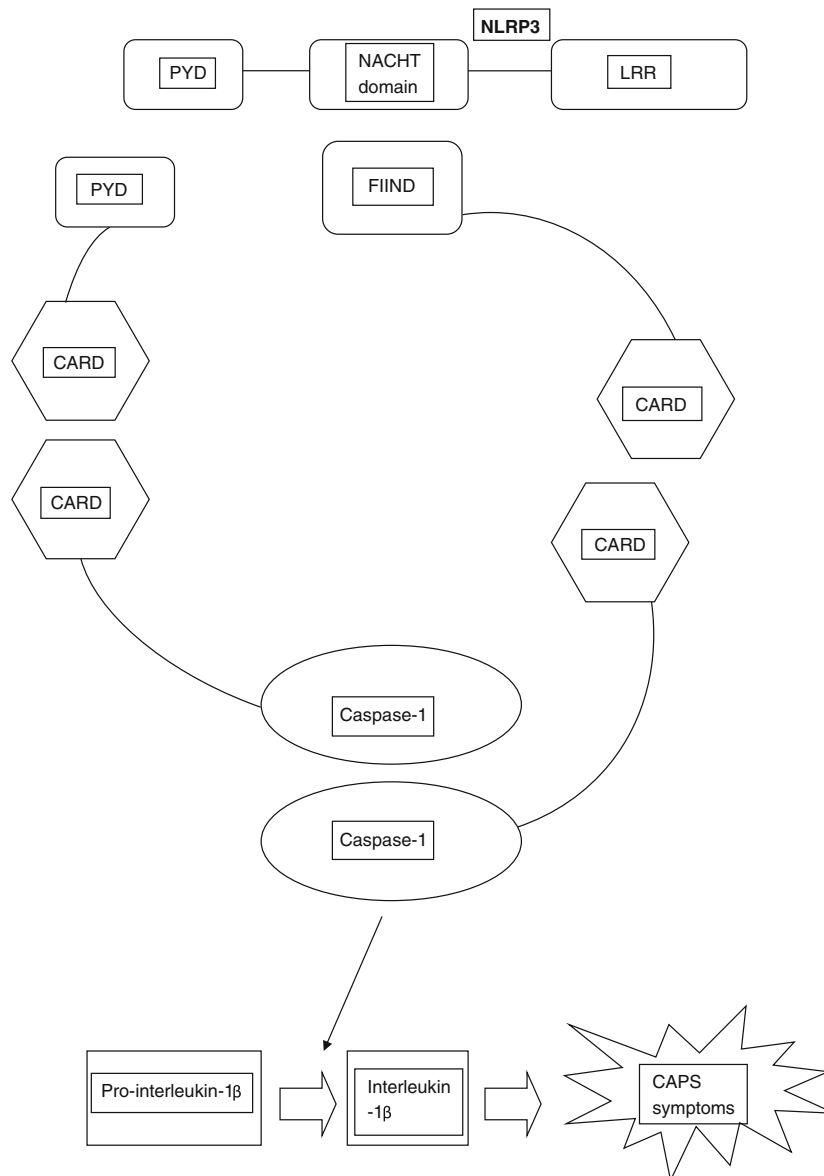 NLRP3
PYD
NACHT
domain
LRR
PYD
FIIND
CARD
CARD
CARD
CARD
Caspase-1
Caspase-1
Pro-interleukin-1β
Interleukin
-1β
CAPS
symptoms